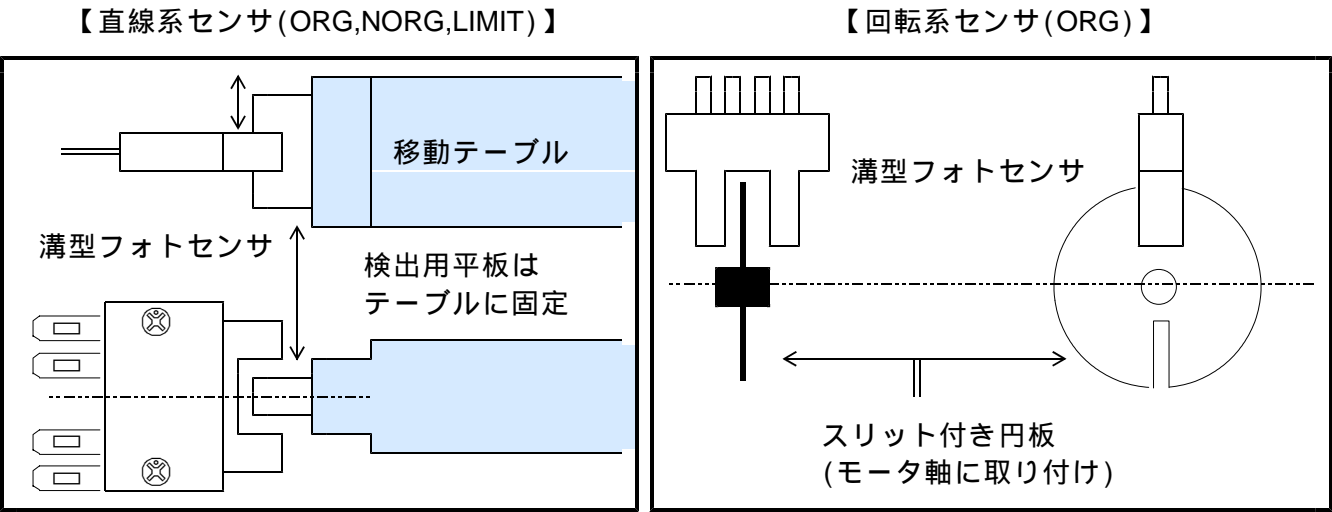 【直線系センサ(ORG,NORG,LIMIT)】
移動テーブル
溝型フォトセンサ
検出用平板は
テーブルに固定
【回転系センサ(ORG)】
溝型フォトセンサ
スリット付き円板
(モータ軸に取り付け)